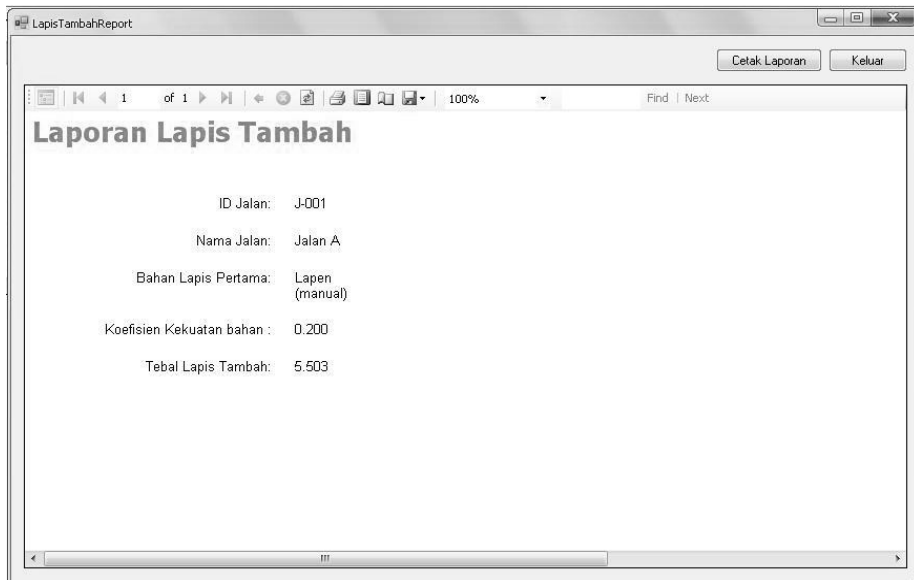 LapisTambahReport
Cetak Laporan Keluar
1 of 1 100% Find | Next
Laporan Lapis Tambah
ID Jalan: J-001
Nama Jalan: Jalan A
Bahan Lapis Pertama: Lapen
(manual)
Koefisien Kekuatan bahan : 0.200
Tebal Lapis Tambah: 5.503